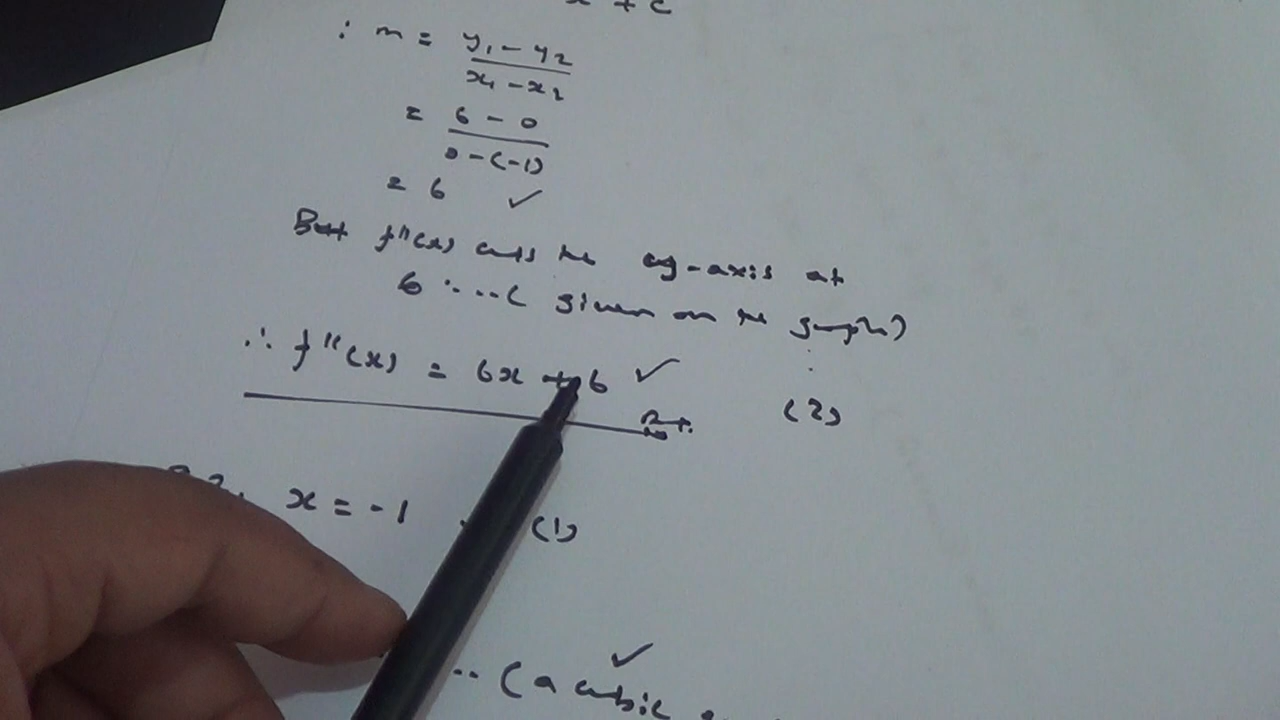 x + c
∴ m = y₁ - y₂ / x₁ - x₂
= 6 - 0 / 0 - (-1)
= 6 ✓
But f''(x) cuts the y-axis at
6 ....( given on the graph)
∴ f''(x) = 6x + 6 ✓
(2)
x = -1 (1)
.. (a cubic ✓